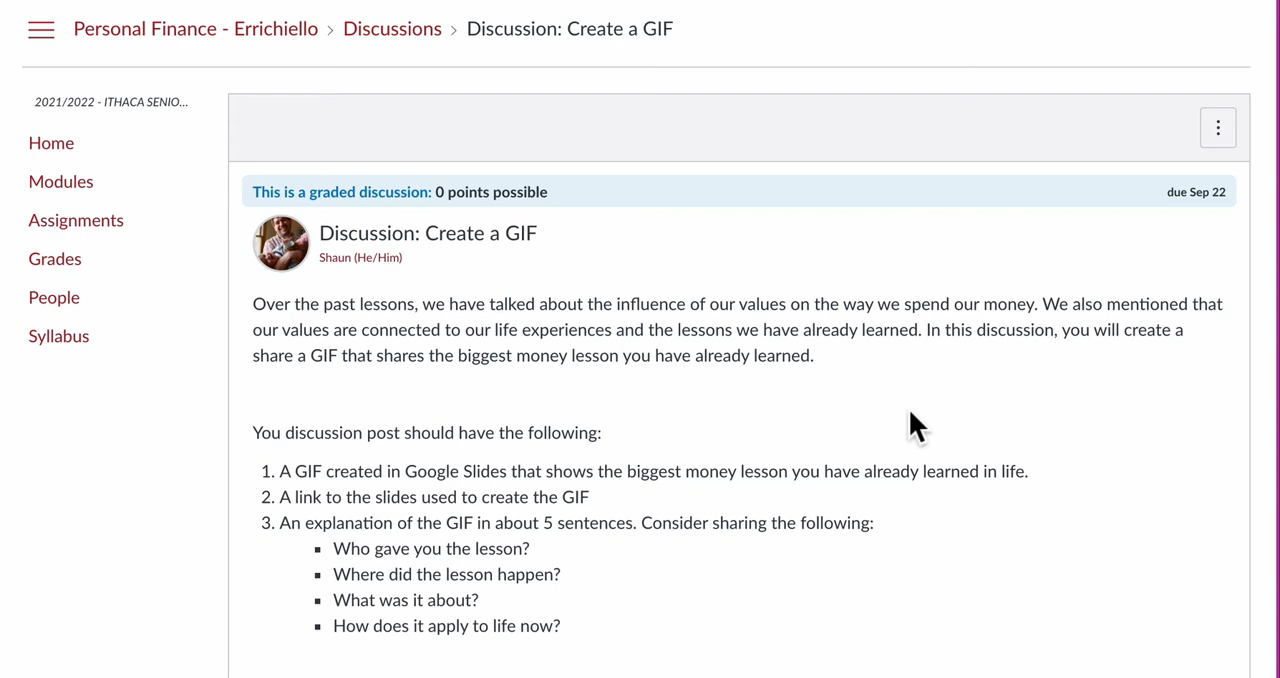 Personal Finance - Errichiello > Discussions > Discussion: Create a GIF
2021/2022 - ITHACA SENIO...
Home
Modules
Assignments
Grades
People
Syllabus
This is a graded discussion: 0 points possible
due Sep 22
Discussion: Create a GIF
Shaun (He/Him)
Over the past lessons, we have talked about the influence of our values on the way we spend our money. We also mentioned that
our values are connected to our life experiences and the lessons we have already learned. In this discussion, you will create a
share a GIF that shares the biggest money lesson you have already learned.
You discussion post should have the following:
1. A GIF created in Google Slides that shows the biggest money lesson you have already learned in life.
2. A link to the slides used to create the GIF
3. An explanation of the GIF in about 5 sentences. Consider sharing the following:
▪ Who gave you the lesson?
▪ Where did the lesson happen?
▪ What was it about?
▪ How does it apply to life now?